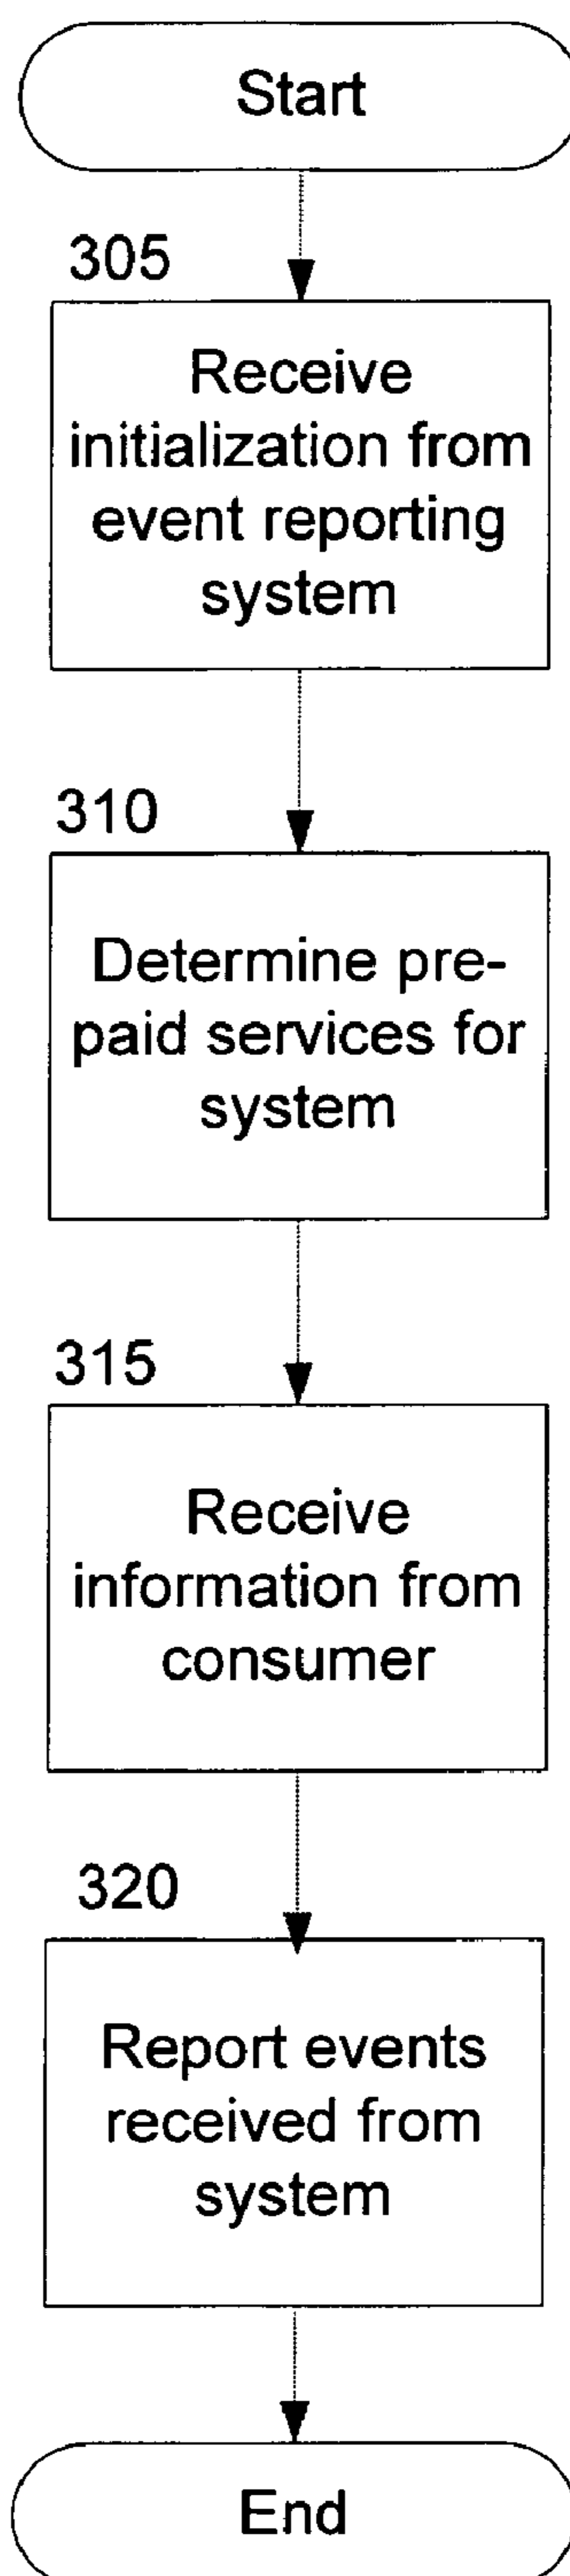 Start
305
Receive
initialization from
event reporting
system
310
Determine pre-
paid services for
system
315
Receive
information from
consumer
320
Report events
received from
system
End